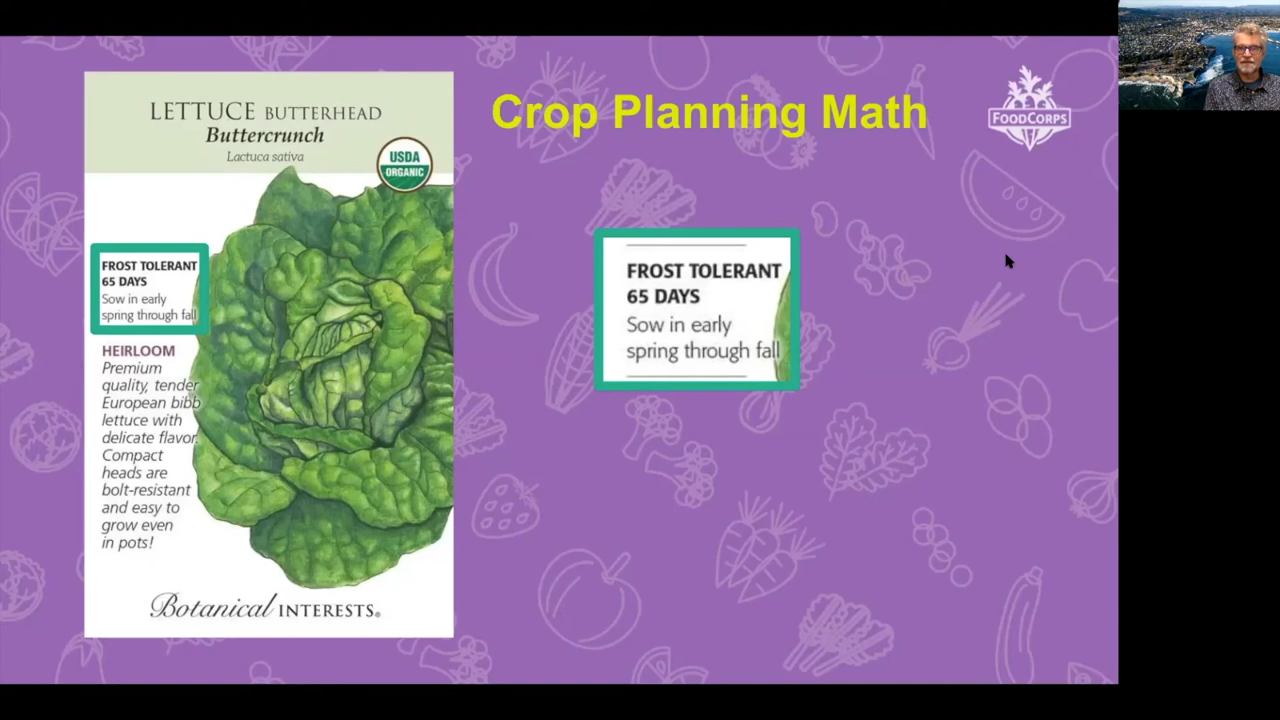 LETTUCE BUTTERHEAD
Buttercrunch
Lactuca sativa
USDA
ORGANIC
FROST TOLERANT
65 DAYS
Sow in early
spring through fall
HEIRLOOM
Premium
quality, tender
European bibb
lettuce with
delicate flavor.
Compact
heads are
bolt-resistant
and easy to
grow even
in pots!
Botanical INTERESTS®
Crop Planning Math
FOODCORPS
FROST TOLERANT
65 DAYS
Sow in early
spring through fall